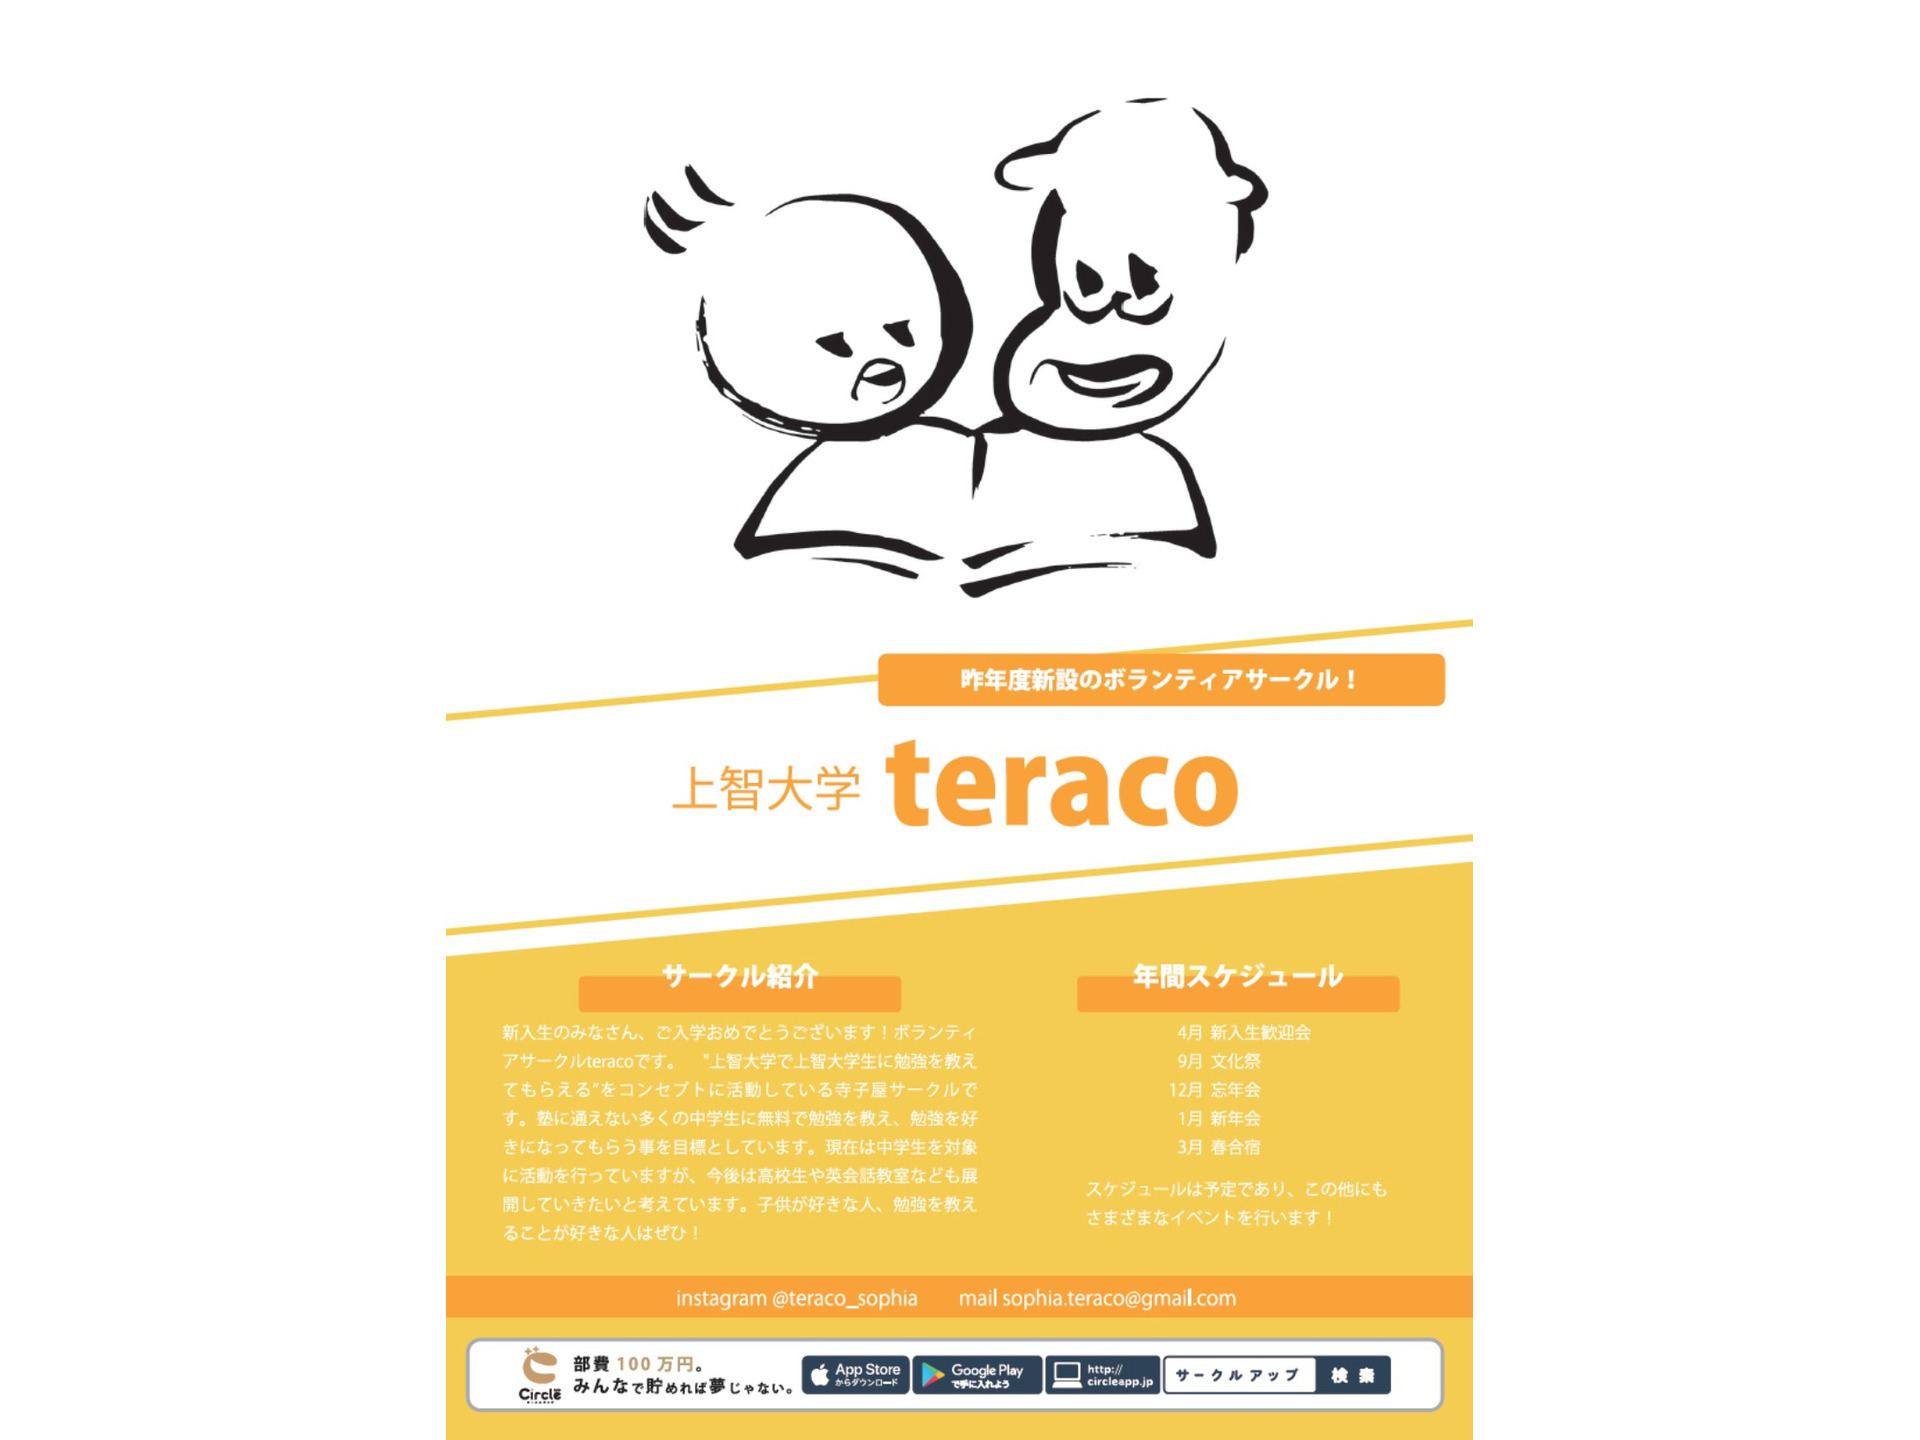 昨年度新設のボランティアサークル！
上智大学 teraco
サークル紹介
新入生のみなさん、ご入学おめでとうございます！ボランティ
アサークルteracoです。　"上智大学で上智大学生に勉強を教え
てもらえる"をコンセプトに活動している寺子屋サークルで
す。塾に通えない多くの中学生に無料で勉強を教え、勉強を好
きになってもらう事を目標としています。現在は中学生を対象
に活動を行っていますが、今後は高校生や英会話教室なども展
開していきたいと考えています。子供が好きな人、勉強を教え
ることが好きな人はぜひ！
年間スケジュール
4月 新入生歓迎会
9月 文化祭
12月 忘年会
1月 新年会
3月 春合宿
スケジュールは予定であり、この他にも
さまざまなイベントを行います！
instagram @teraco_sophia　mail sophia.teraco@gmail.com
Circle
部費 100 万円。
みんなで貯めれば夢じゃない。
App Store
からダウンロード
Google Play
で手に入れよう
http://
circleapp.jp
サークルアップ 検索